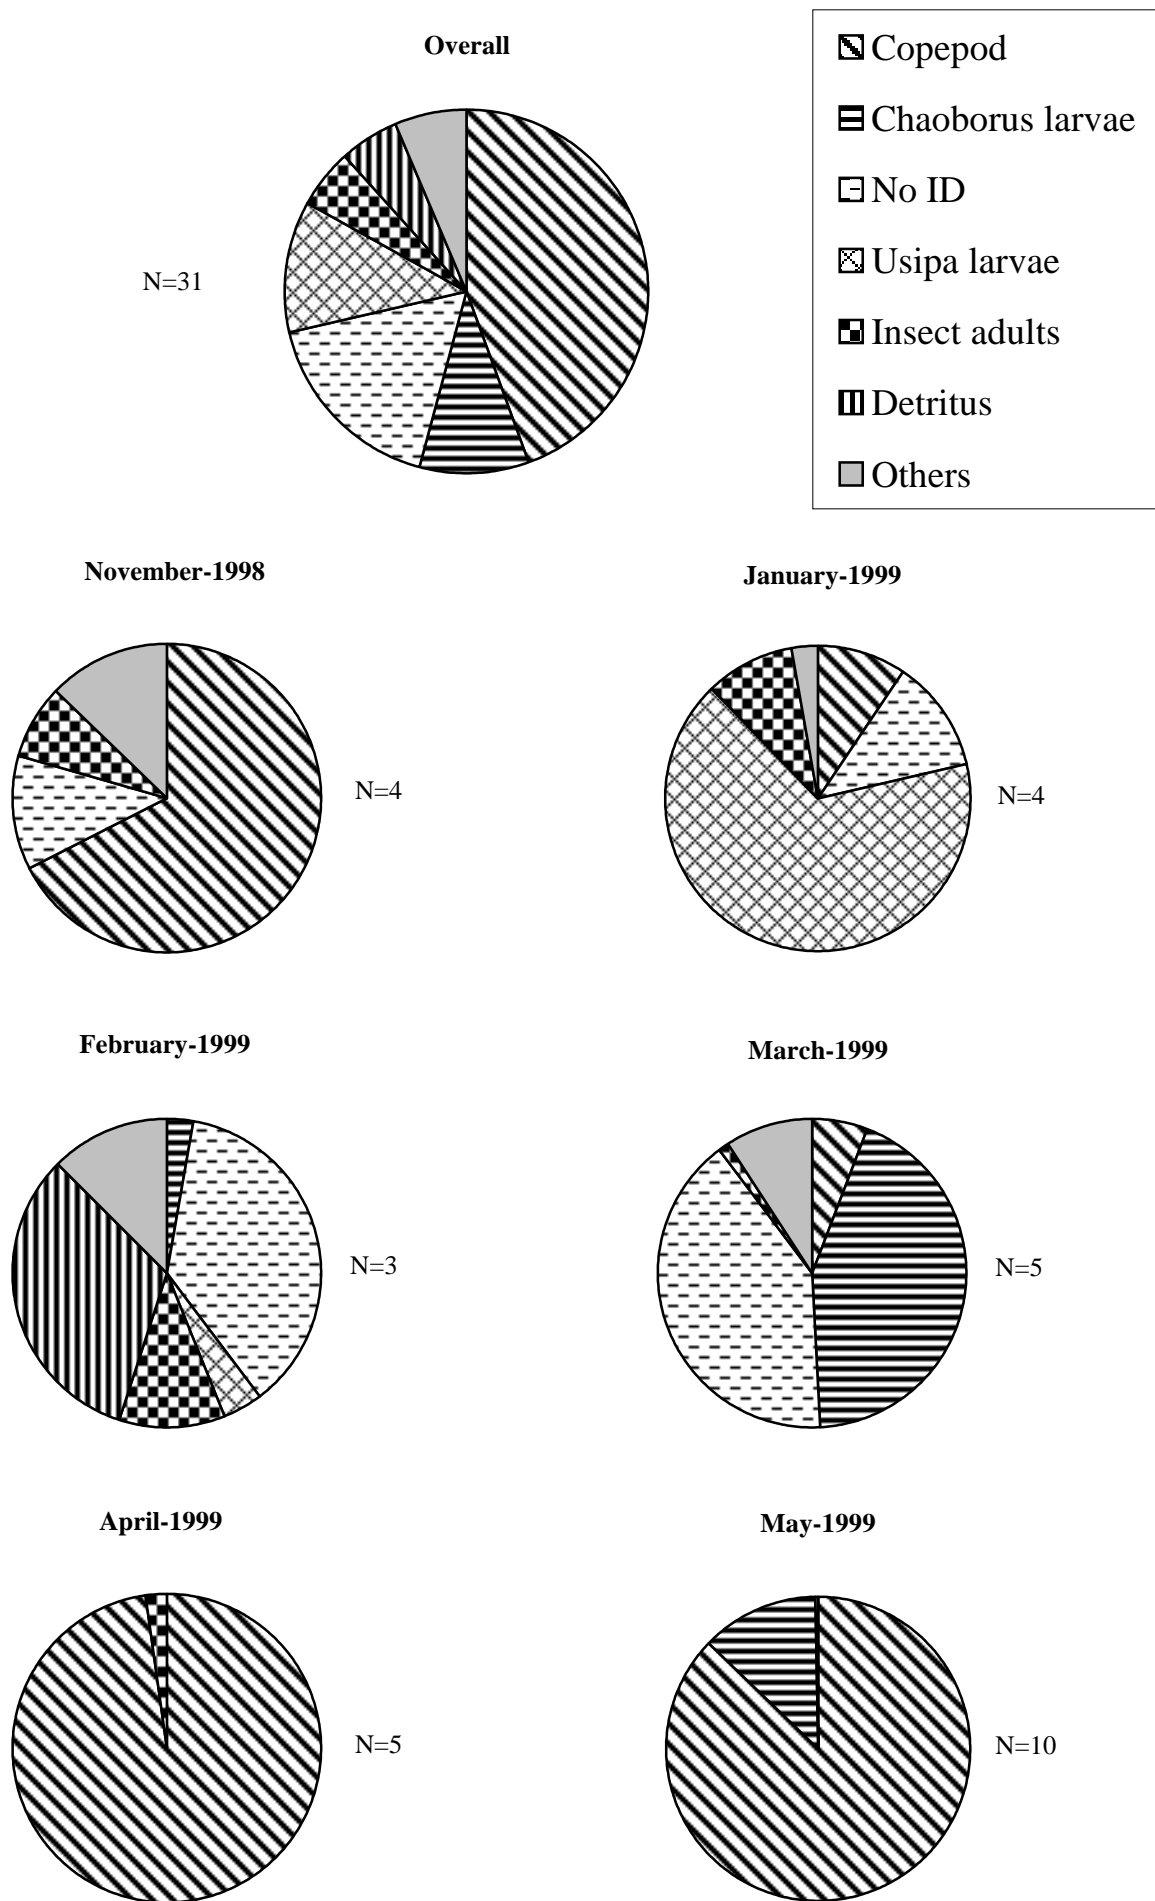 Overall
Copepod
Chaoborus larvae
No ID
Usipa larvae
Insect adults
Detritus
Others
N=31
November-1998
January-1999
N=4
N=4
February-1999
March-1999
N=3
N=5
April-1999
May-1999
N=5
N=10